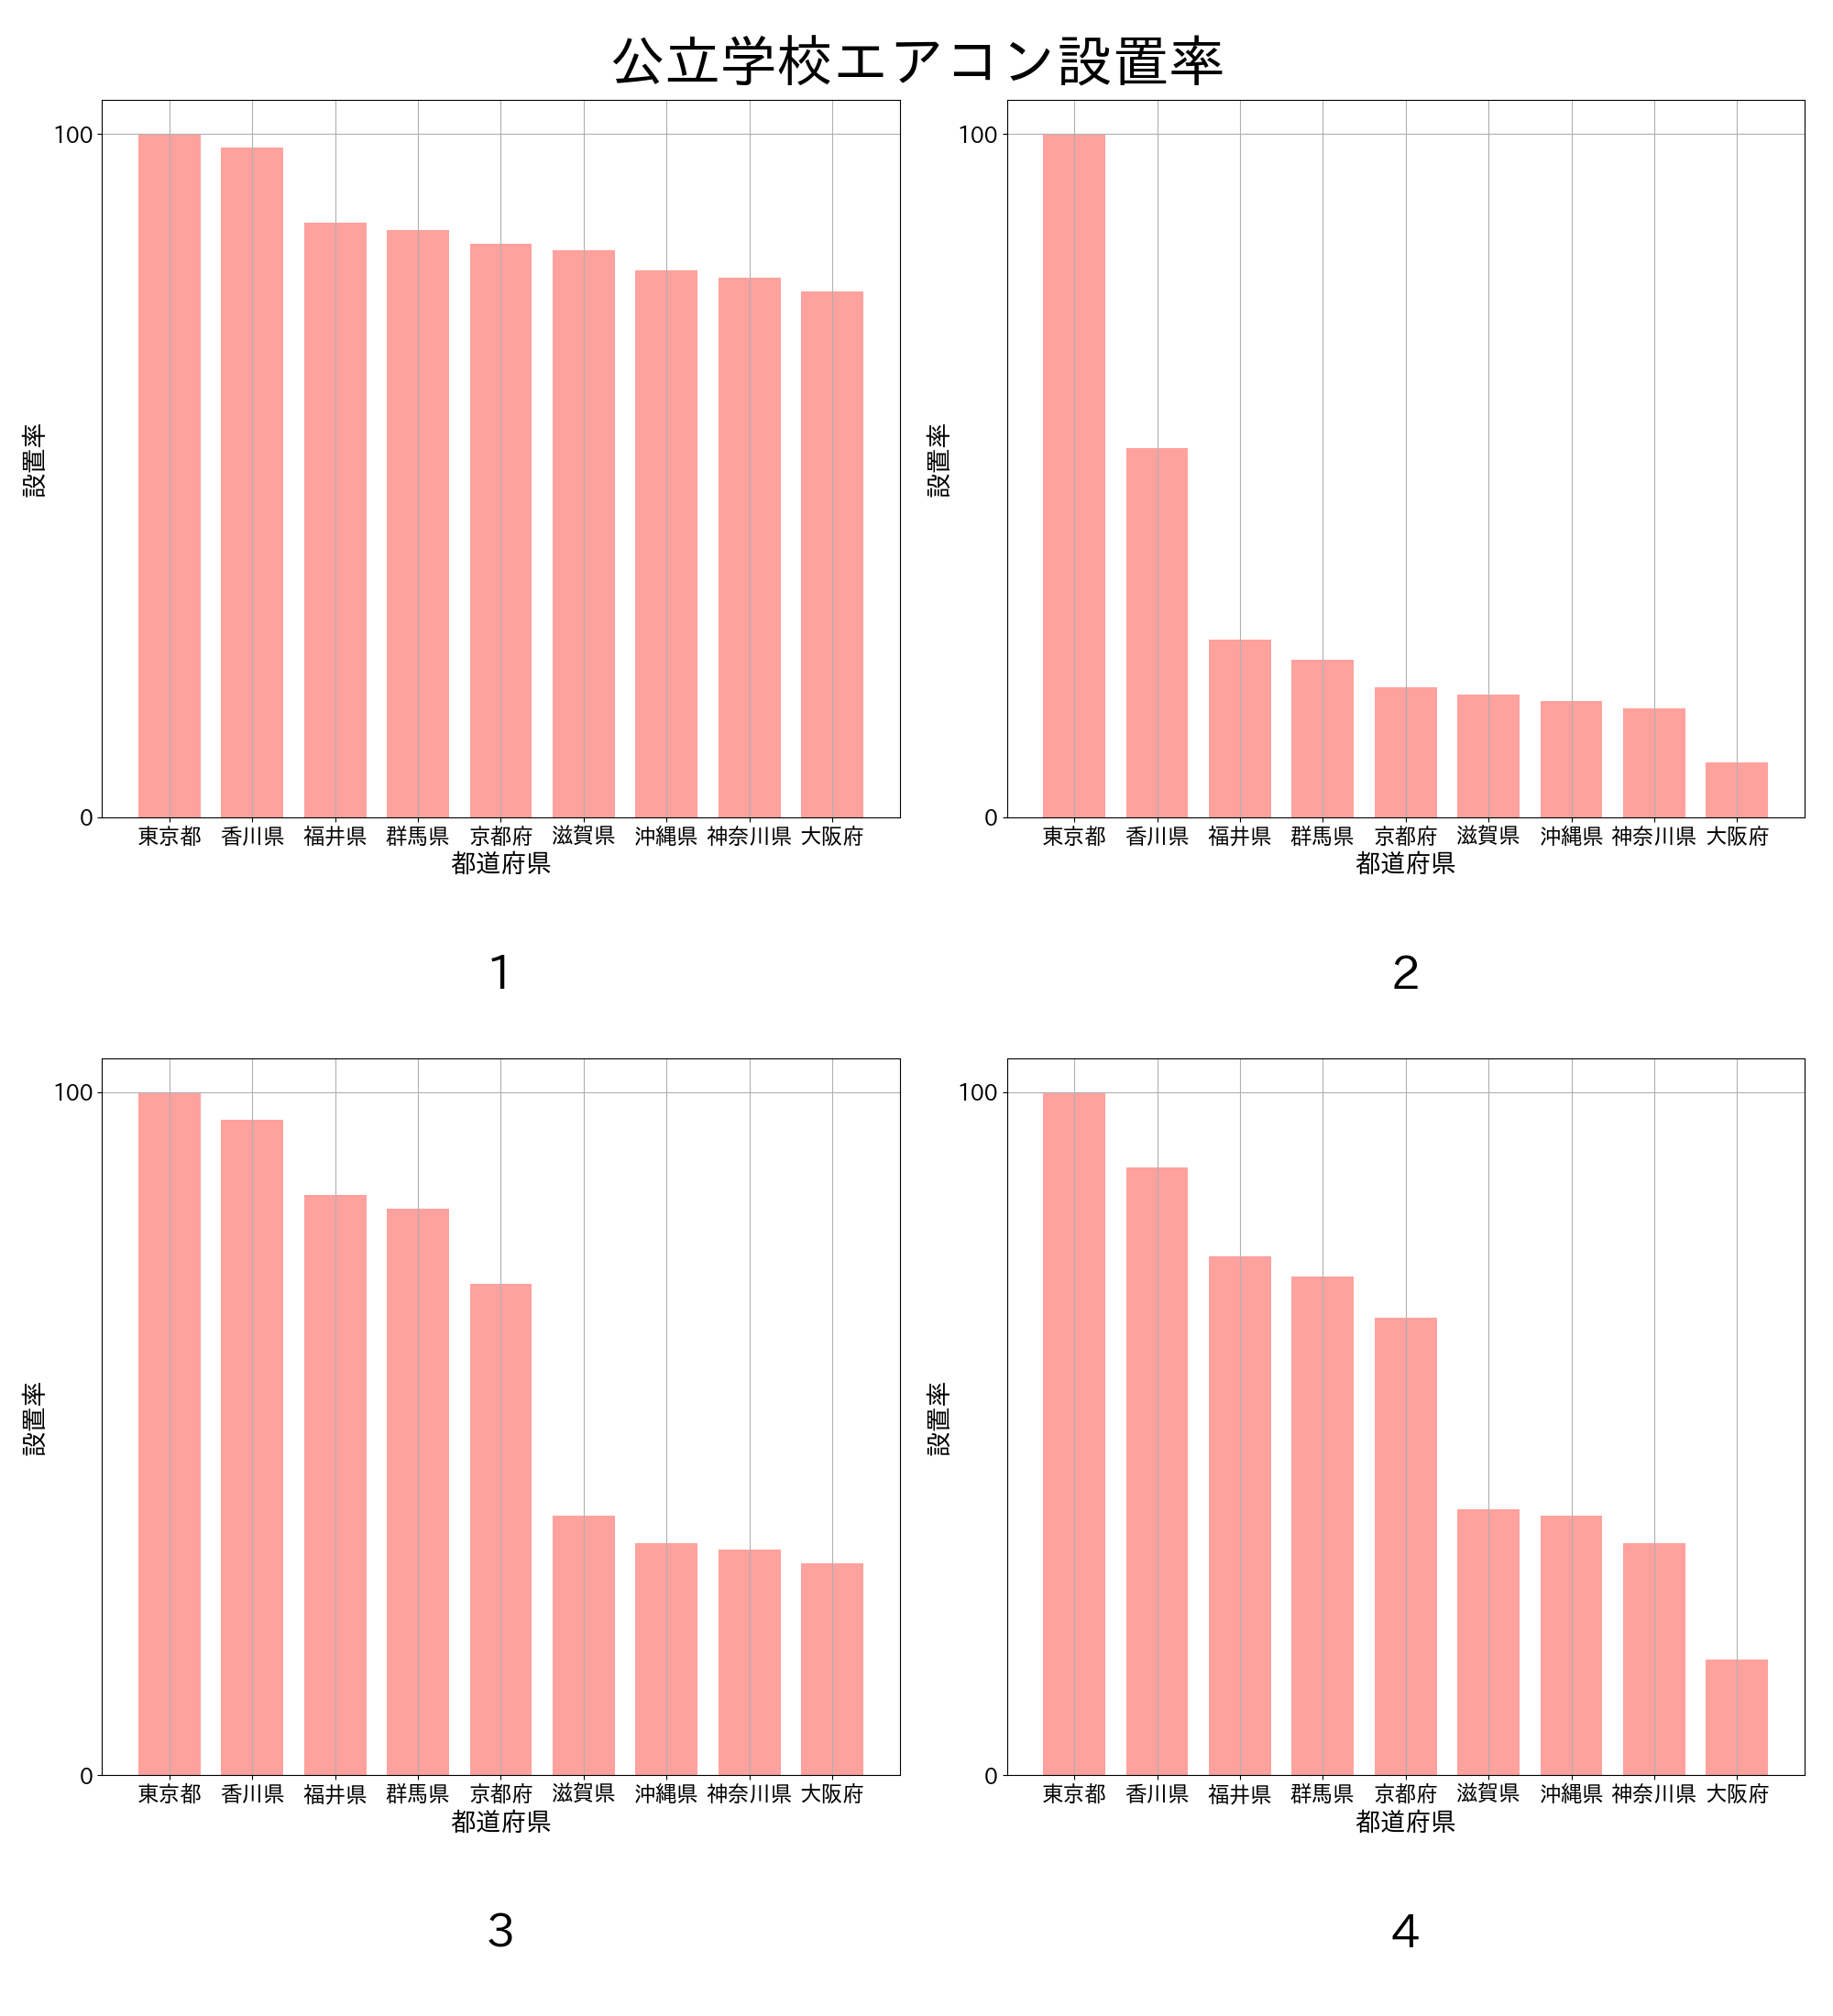 公立学校エアコン設置率
100
設置率
0
東京都 香川県 福井県 群馬県 京都府 滋賀県 沖縄県 神奈川県 大阪府
都道府県
1
100
設置率
0
東京都 香川県 福井県 群馬県 京都府 滋賀県 沖縄県 神奈川県 大阪府
都道府県
2
100
設置率
0
東京都 香川県 福井県 群馬県 京都府 滋賀県 沖縄県 神奈川県 大阪府
都道府県
3
100
設置率
0
東京都 香川県 福井県 群馬県 京都府 滋賀県 沖縄県 神奈川県 大阪府
都道府県
4